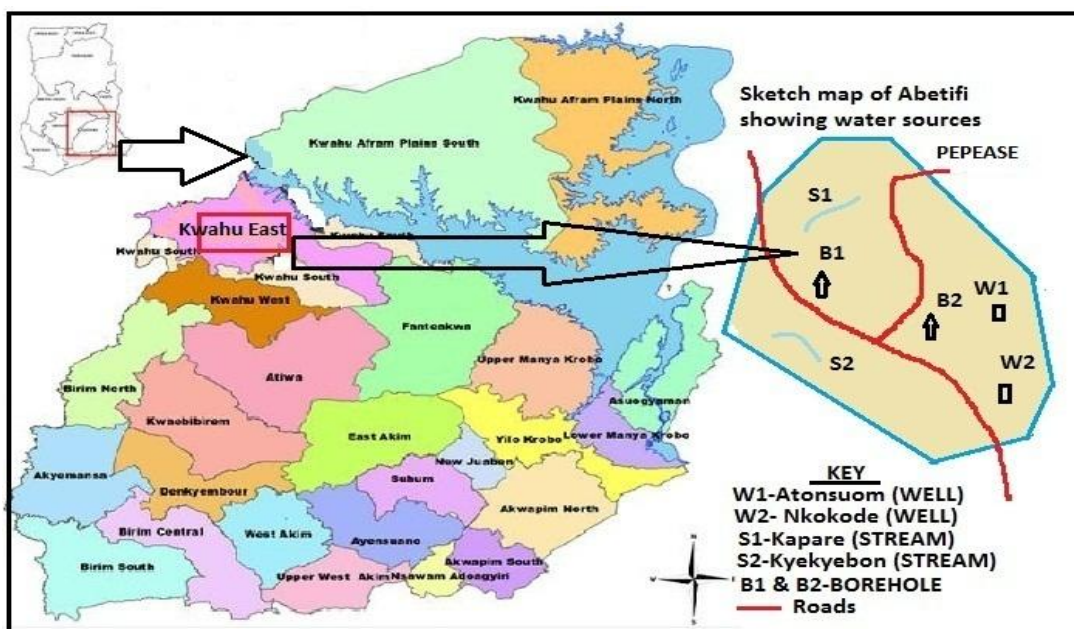 Kwahu Afram Plains North
Kwahu Afram Plains South
Kwahu East
Kwahu South
Kwahu South
Kwahu South
Kwahu West
Fanteakwa
Upper Manya Krobo
Atiwa
Birim North
Asuogyaman
Kwaebibirem
East Akim
Yilo Krobo
Lower Manya Krobo
New Juaben
Akyemansa
Denkyembour
Suhum
Akwapim North
Birim Central
West Akim
Ayensuano
Birim South
Upper West Akim
Nsawam Adoagyiri
Akwapim South
N
S
Sketch map of Abetifi
showing water sources
PEPEASE
S1
B1
W1
B2
S2
W2
KEY
W1-Atonsuom (WELL)
W2- Nkokode (WELL)
S1-Kapare (STREAM)
S2-Kyekyebon (STREAM)
B1 & B2-BOREHOLE
Roads